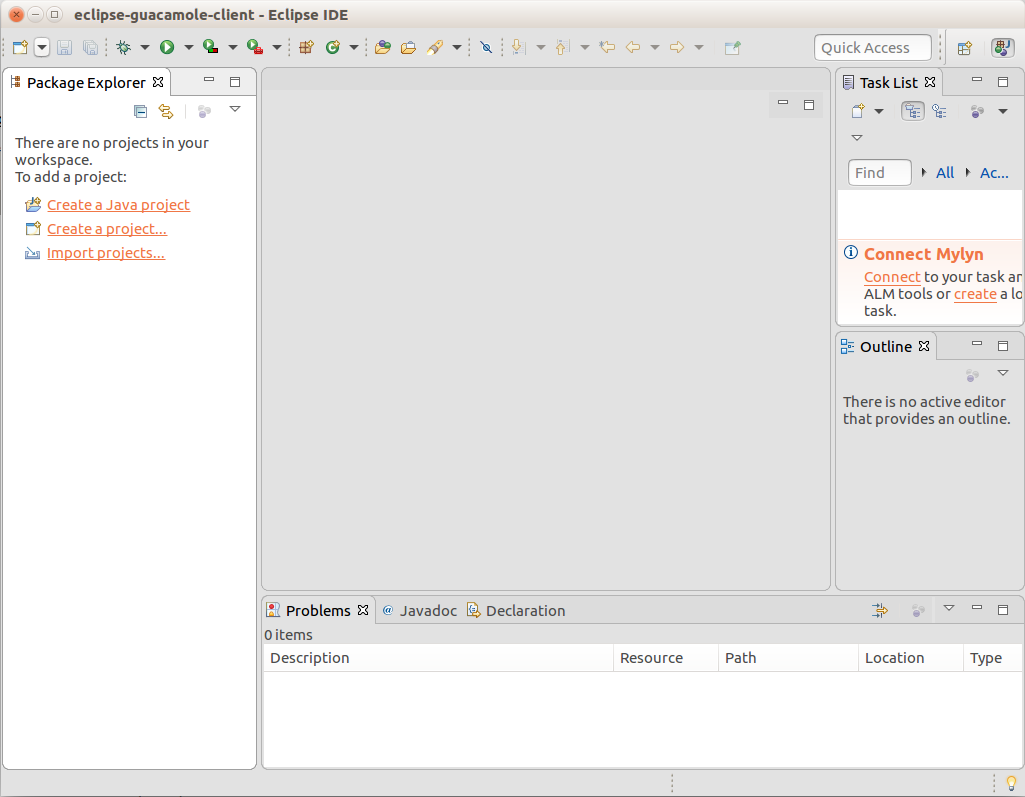 eclipse-guacamole-client - Eclipse IDE
Quick Access
Package Explorer
There are no projects in your
workspace.
To add a project:
Create a Java project
Create a project...
Import projects...
Task List
Find
All
Ac...
Connect Mylyn
Connect to your task an
ALM tools or create a lo
task.
Outline
There is no active editor
that provides an outline.
Problems
@ Javadoc
Declaration
0 items
Description
Resource
Path
Location
Type